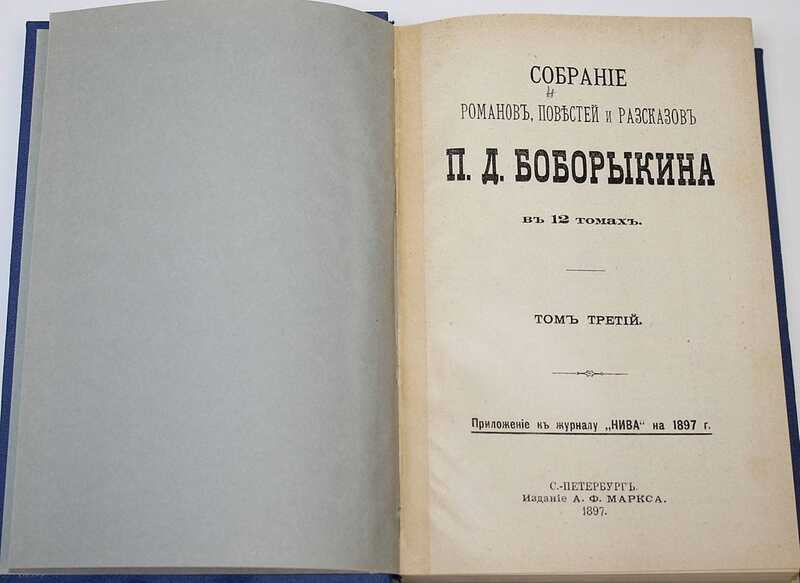 СОБРАНІЕ
РОМАНОВЪ, ПОВѢСТЕЙ и РАЗСКАЗОВЪ
П. Д. БОБОРЫКИНА
въ 12 томахъ.
ТОМЪ ТРЕТІЙ.
Приложеніе къ журналу „НИВА“ на 1897 г.
С.-ПЕТЕРБУРГЪ.
Изданіе А. Ф. МАРКСА.
1897.